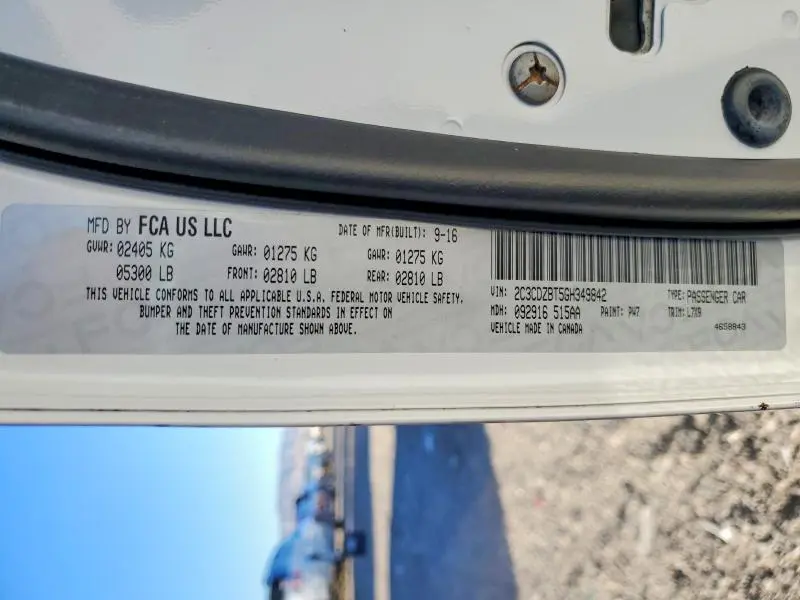 MFD BY FCA US LLC DATE OF MFR(BUILT): 9-16
GVWR: 02405 KG GAWR: 01275 KG GAWR: 01275 KG
05300 LB FRONT: 02810 LB REAR: 02810 LB
THIS VEHICLE CONFORMS TO ALL APPLICABLE U.S.A. FEDERAL MOTOR VEHICLE SAFETY,
BUMPER AND THEFT PREVENTION STANDARDS IN EFFECT ON
THE DATE OF MANUFACTURE SHOWN ABOVE.
VIN: 2C3CDZBT5GH349842 TYPE: PASSENGER CAR
MDH: 092916 515AA PAINT: PW7 TRIM: L7X9
VEHICLE MADE IN CANADA 4658843